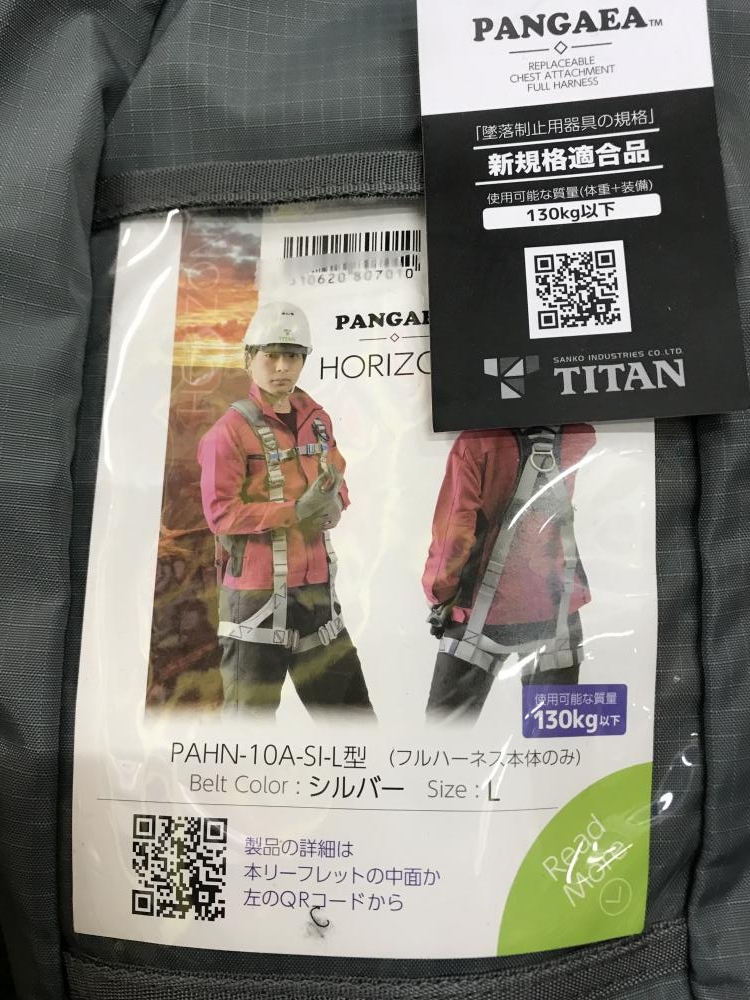 PANGAEA™
REPLACEABLE
CHEST ATTACHMENT
FULL HARNESS
「墜落制止用器具の規格」
新規格適合品
使用可能な質量(体重＋装備)
130kg以下
SANKO INDUSTRIES CO.,LTD.
TITAN
PANGAE
HORIZO
TITAN
使用可能な質量
130kg以下
PAHN-10A-SI-L型 (フルハーネス本体のみ)
Belt Color : シルバー Size : L
製品の詳細は
本リーフレットの中面か
左のQRコードから
Read
More
L